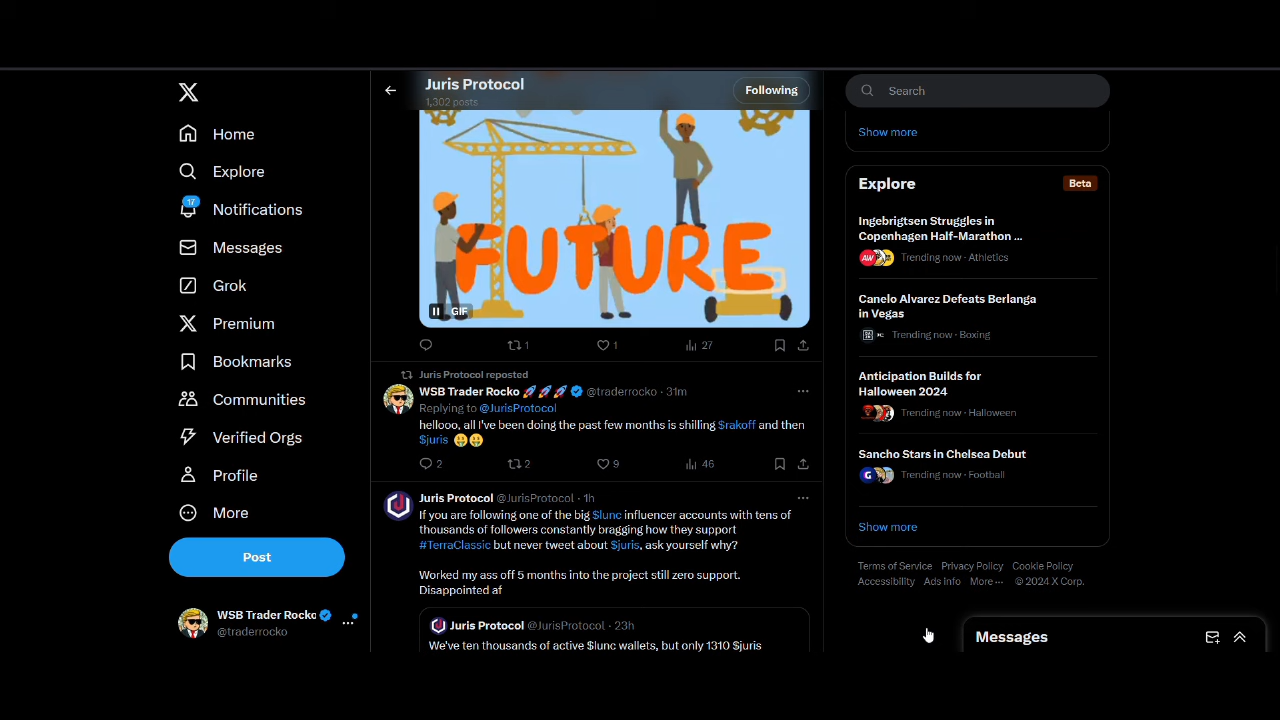 Home
Explore
17
Notifications
Messages
Grok
Premium
Bookmarks
Communities
Verified Orgs
Profile
More
Post
WSB Trader Rocko
@traderrocko
Juris Protocol
1,302 posts
Following
FUTURE
GIF
1
1
27
Juris Protocol reposted
WSB Trader Rocko 🚀🚀🚀 @traderrocko · 31m
Replying to @JurisProtocol
hellooo, all I've been doing the past few months is shilling $rakoff and then
$juris 🤑🤑
2
2
9
46
Juris Protocol @JurisProtocol · 1h
If you are following one of the big $lunc influencer accounts with tens of
thousands of followers constantly bragging how they support
#TerraClassic but never tweet about $juris, ask yourself why?
Worked my ass off 5 months into the project still zero support.
Disappointed af
Juris Protocol @JurisProtocol · 23h
We've ten thousands of active $lunc wallets, but only 1310 $juris
Search
Show more
Explore
Beta
Ingebrigtsen Struggles in
Copenhagen Half-Marathon ...
Trending now · Athletics
Canelo Alvarez Defeats Berlanga
in Vegas
Trending now · Boxing
Anticipation Builds for
Halloween 2024
Trending now · Halloween
Sancho Stars in Chelsea Debut
Trending now · Football
Show more
Terms of Service Privacy Policy Cookie Policy
Accessibility Ads info More ··· © 2024 X Corp.
Messages